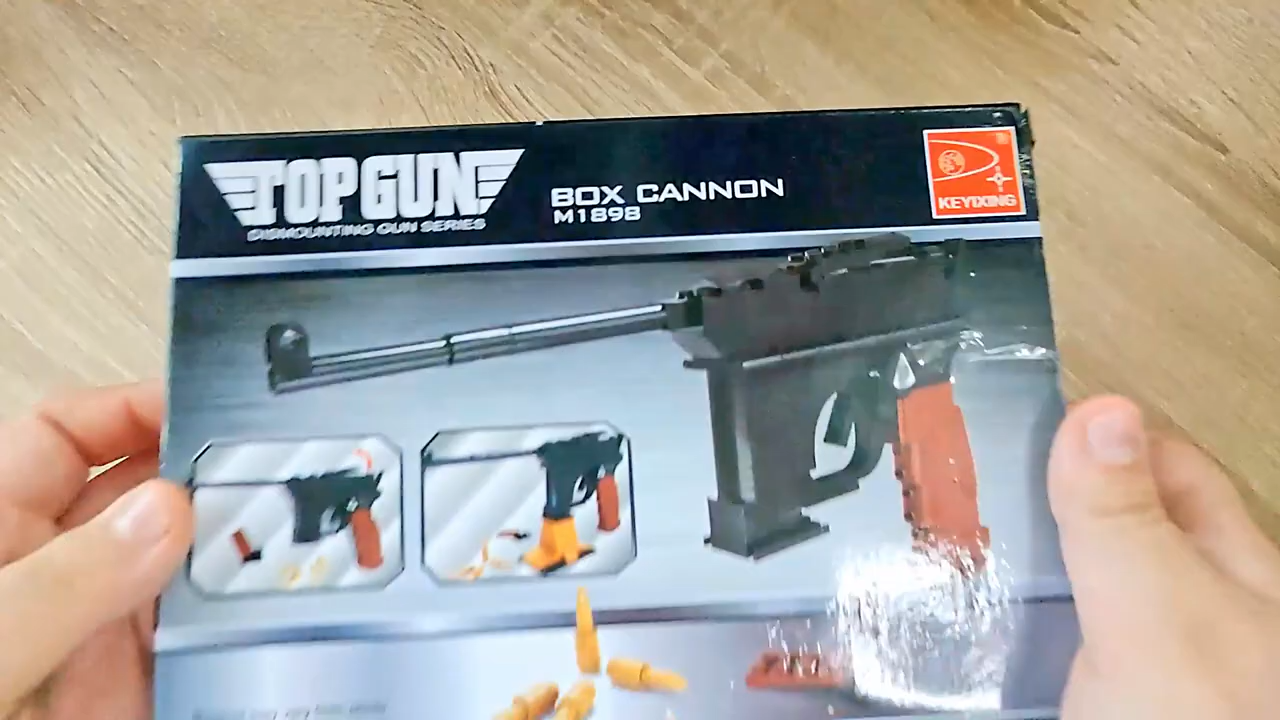 TOPGUN
DISMOUNTING GUN SERIES
BOX CANNON
M1898
KEYIXING